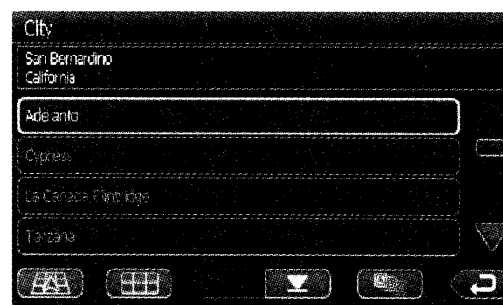 City
San Bernardino
California
Adelanto
Cypress
La Canada Flintridge
Tarzana